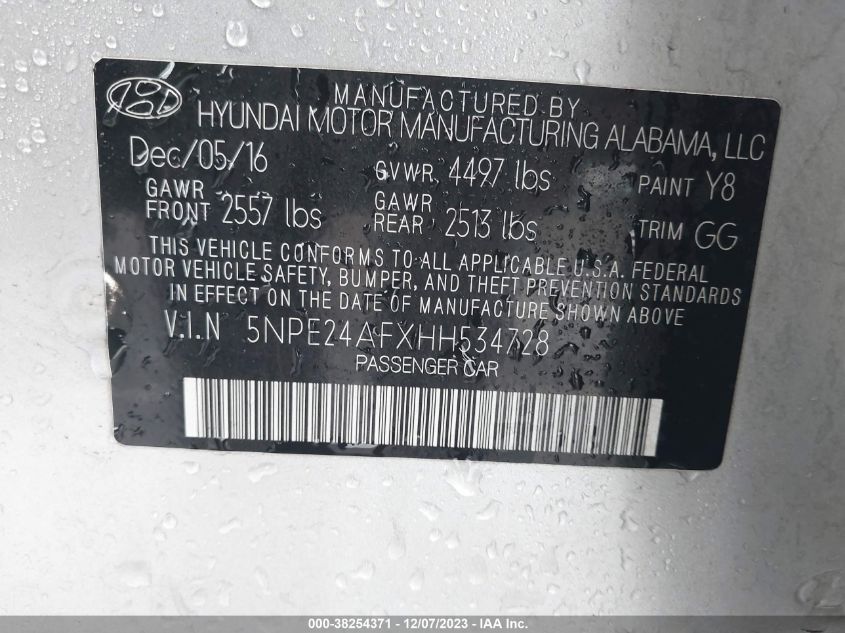 MANUFACTURED BY
HYUNDAI MOTOR MANUFACTURING ALABAMA, LLC
Dec/05/16 GVWR 4497 lbs PAINT Y8
GAWR FRONT 2557 lbs GAWR REAR 2513 lbs TRIM GG
THIS VEHICLE CONFORMS TO ALL APPLICABLE U.S.A. FEDERAL
MOTOR VEHICLE SAFETY, BUMPER, AND THEFT PREVENTION STANDARDS
IN EFFECT ON THE DATE OF MANUFACTURE SHOWN ABOVE
V.I.N 5NPE24AFXHH534728
PASSENGER CAR
000-38254371 - 12/07/2023 - IAA Inc.